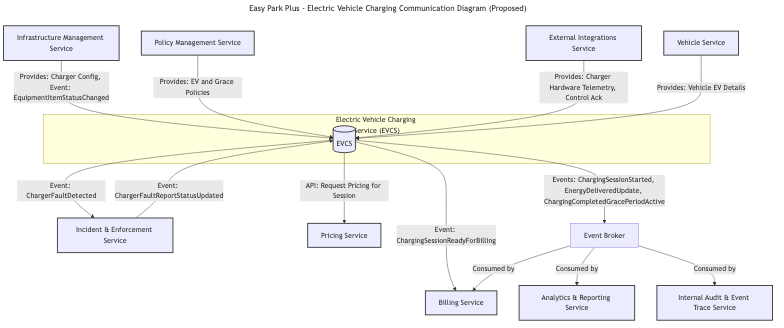 Easy Park Plus - Electric Vehicle Charging Communication Diagram (Proposed)
Infrastructure Management
Service
Policy Management Service
External Integrations
Service
Vehicle Service
Provides: Charger Config,
Event:
EquipmentItemStatusChanged
Provides: EV and Grace
Policies
Provides: Charger
Hardware Telemetry,
Control Ack
Provides: Vehicle EV Details
Electric Vehicle Charging
Service (EVCS)
EVCS
Event:
ChargerFaultDetected
Event:
ChargerFaultReportStatusUpdated
API: Request Pricing for
Session
Events: ChargingSessionStarted,
EnergyDeliveredUpdate,
ChargingCompletedGracePeriodActive
Incident & Enforcement
Service
Pricing Service
Event:
ChargingSessionReadyForBilling
Event Broker
Consumed by
Consumed by
Consumed by
Billing Service
Analytics & Reporting
Service
Internal Audit & Event
Trace Service